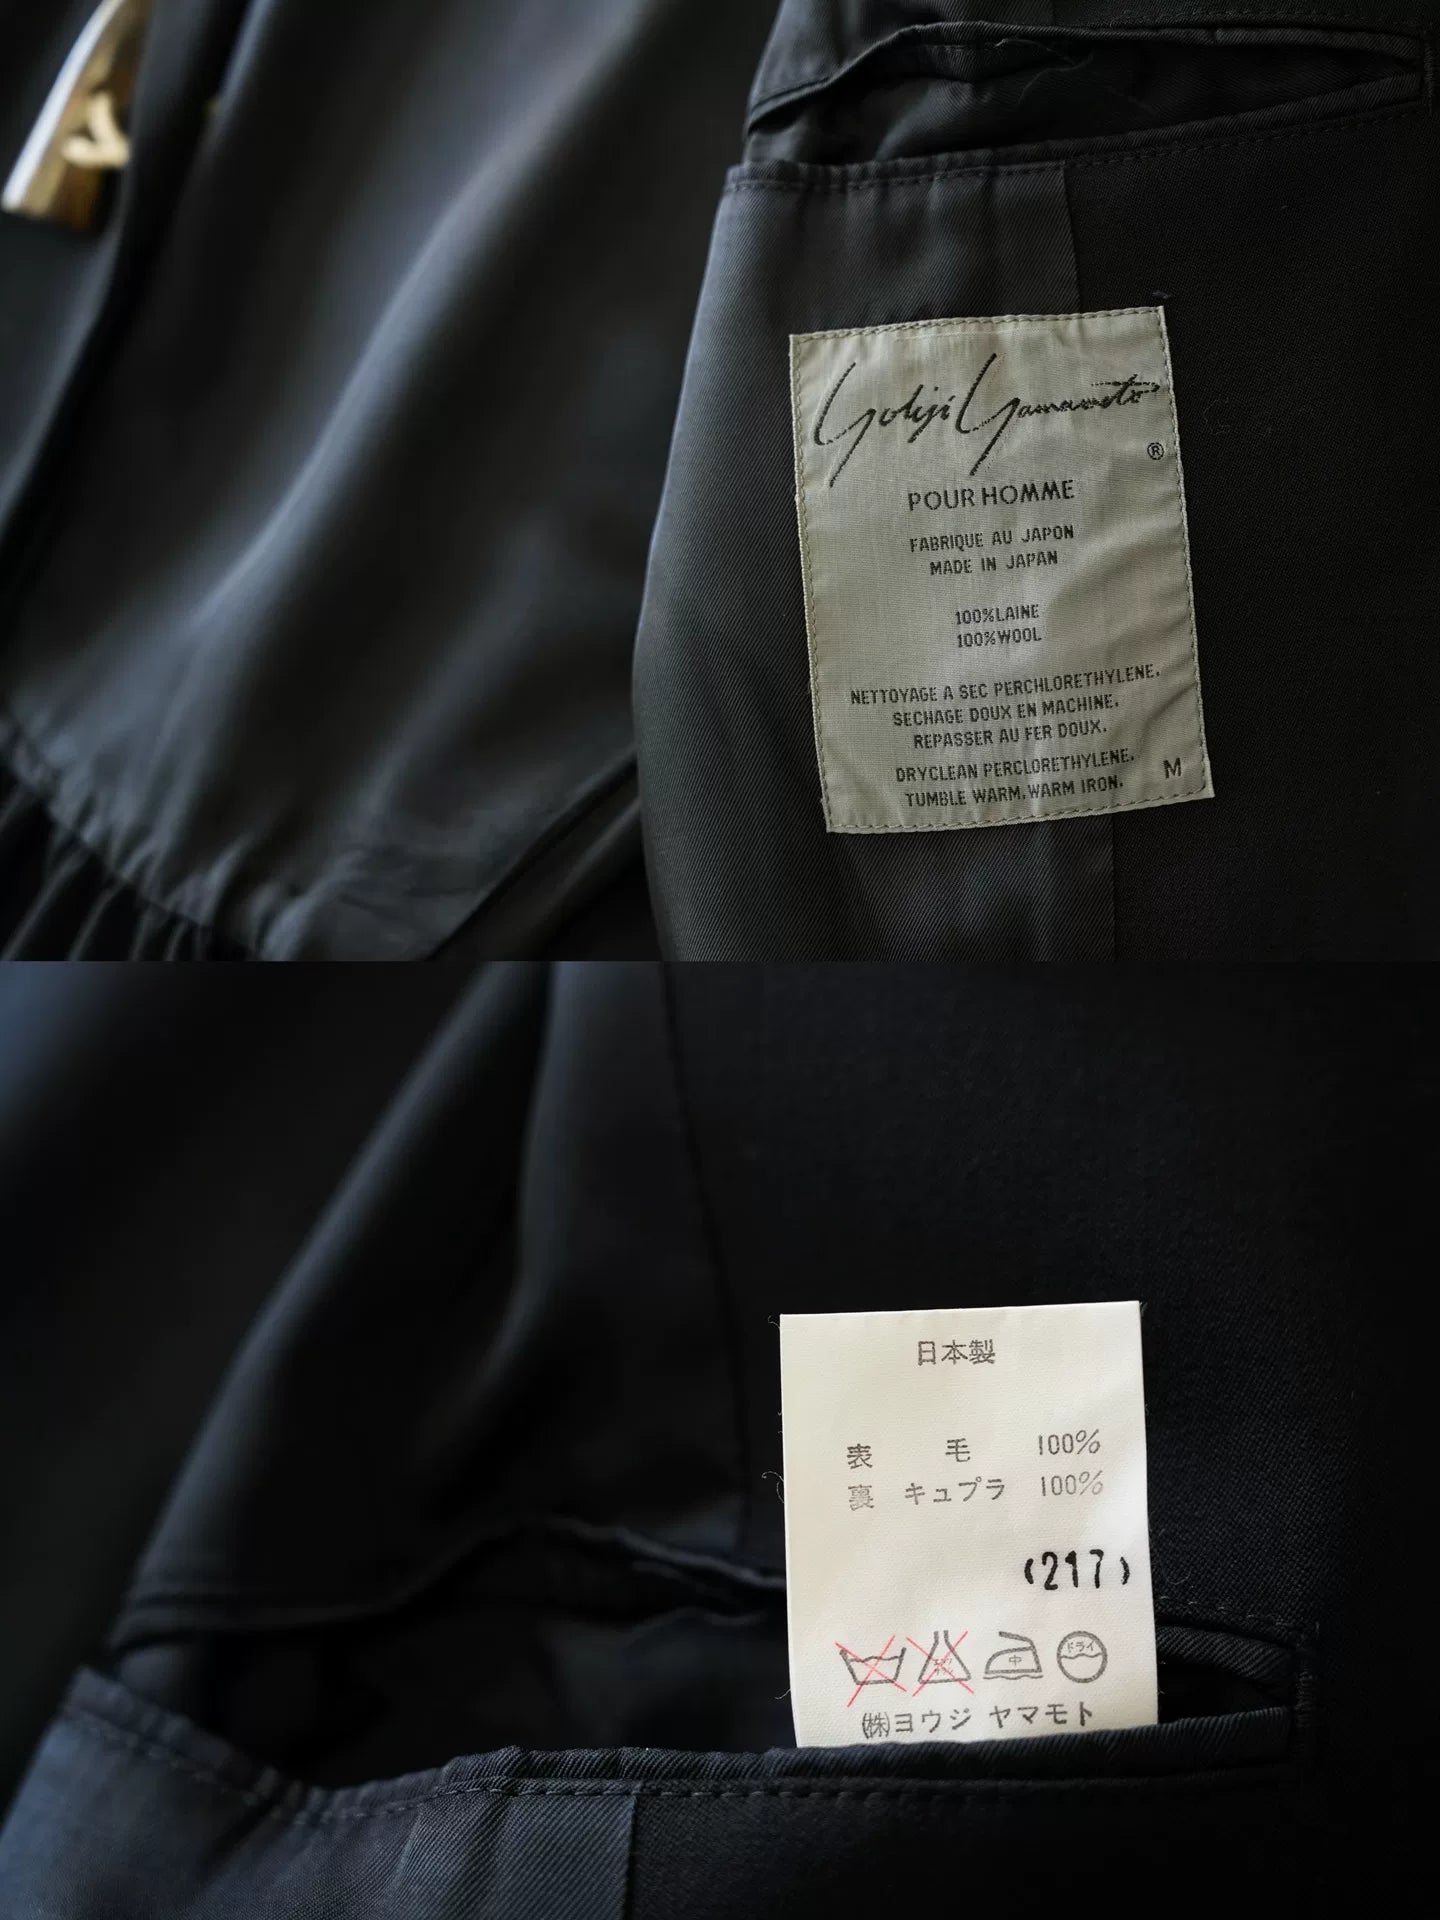 Yohji Yamamoto
®
POUR HOMME
FABRIQUE AU JAPON
MADE IN JAPAN
100%LAINE
100%WOOL
NETTOYAGE A SEC PERCHLORETHYLENE.
SECHAGE DOUX EN MACHINE.
REPASSER AU FER DOUX.
DRYCLEAN PERCLORETHYLENE.
TUMBLE WARM. WARM IRON.
M
日本製
表 毛 100%
裏 キュプラ 100%
(217)
中 ドライ
㈱ヨウジ ヤマモト